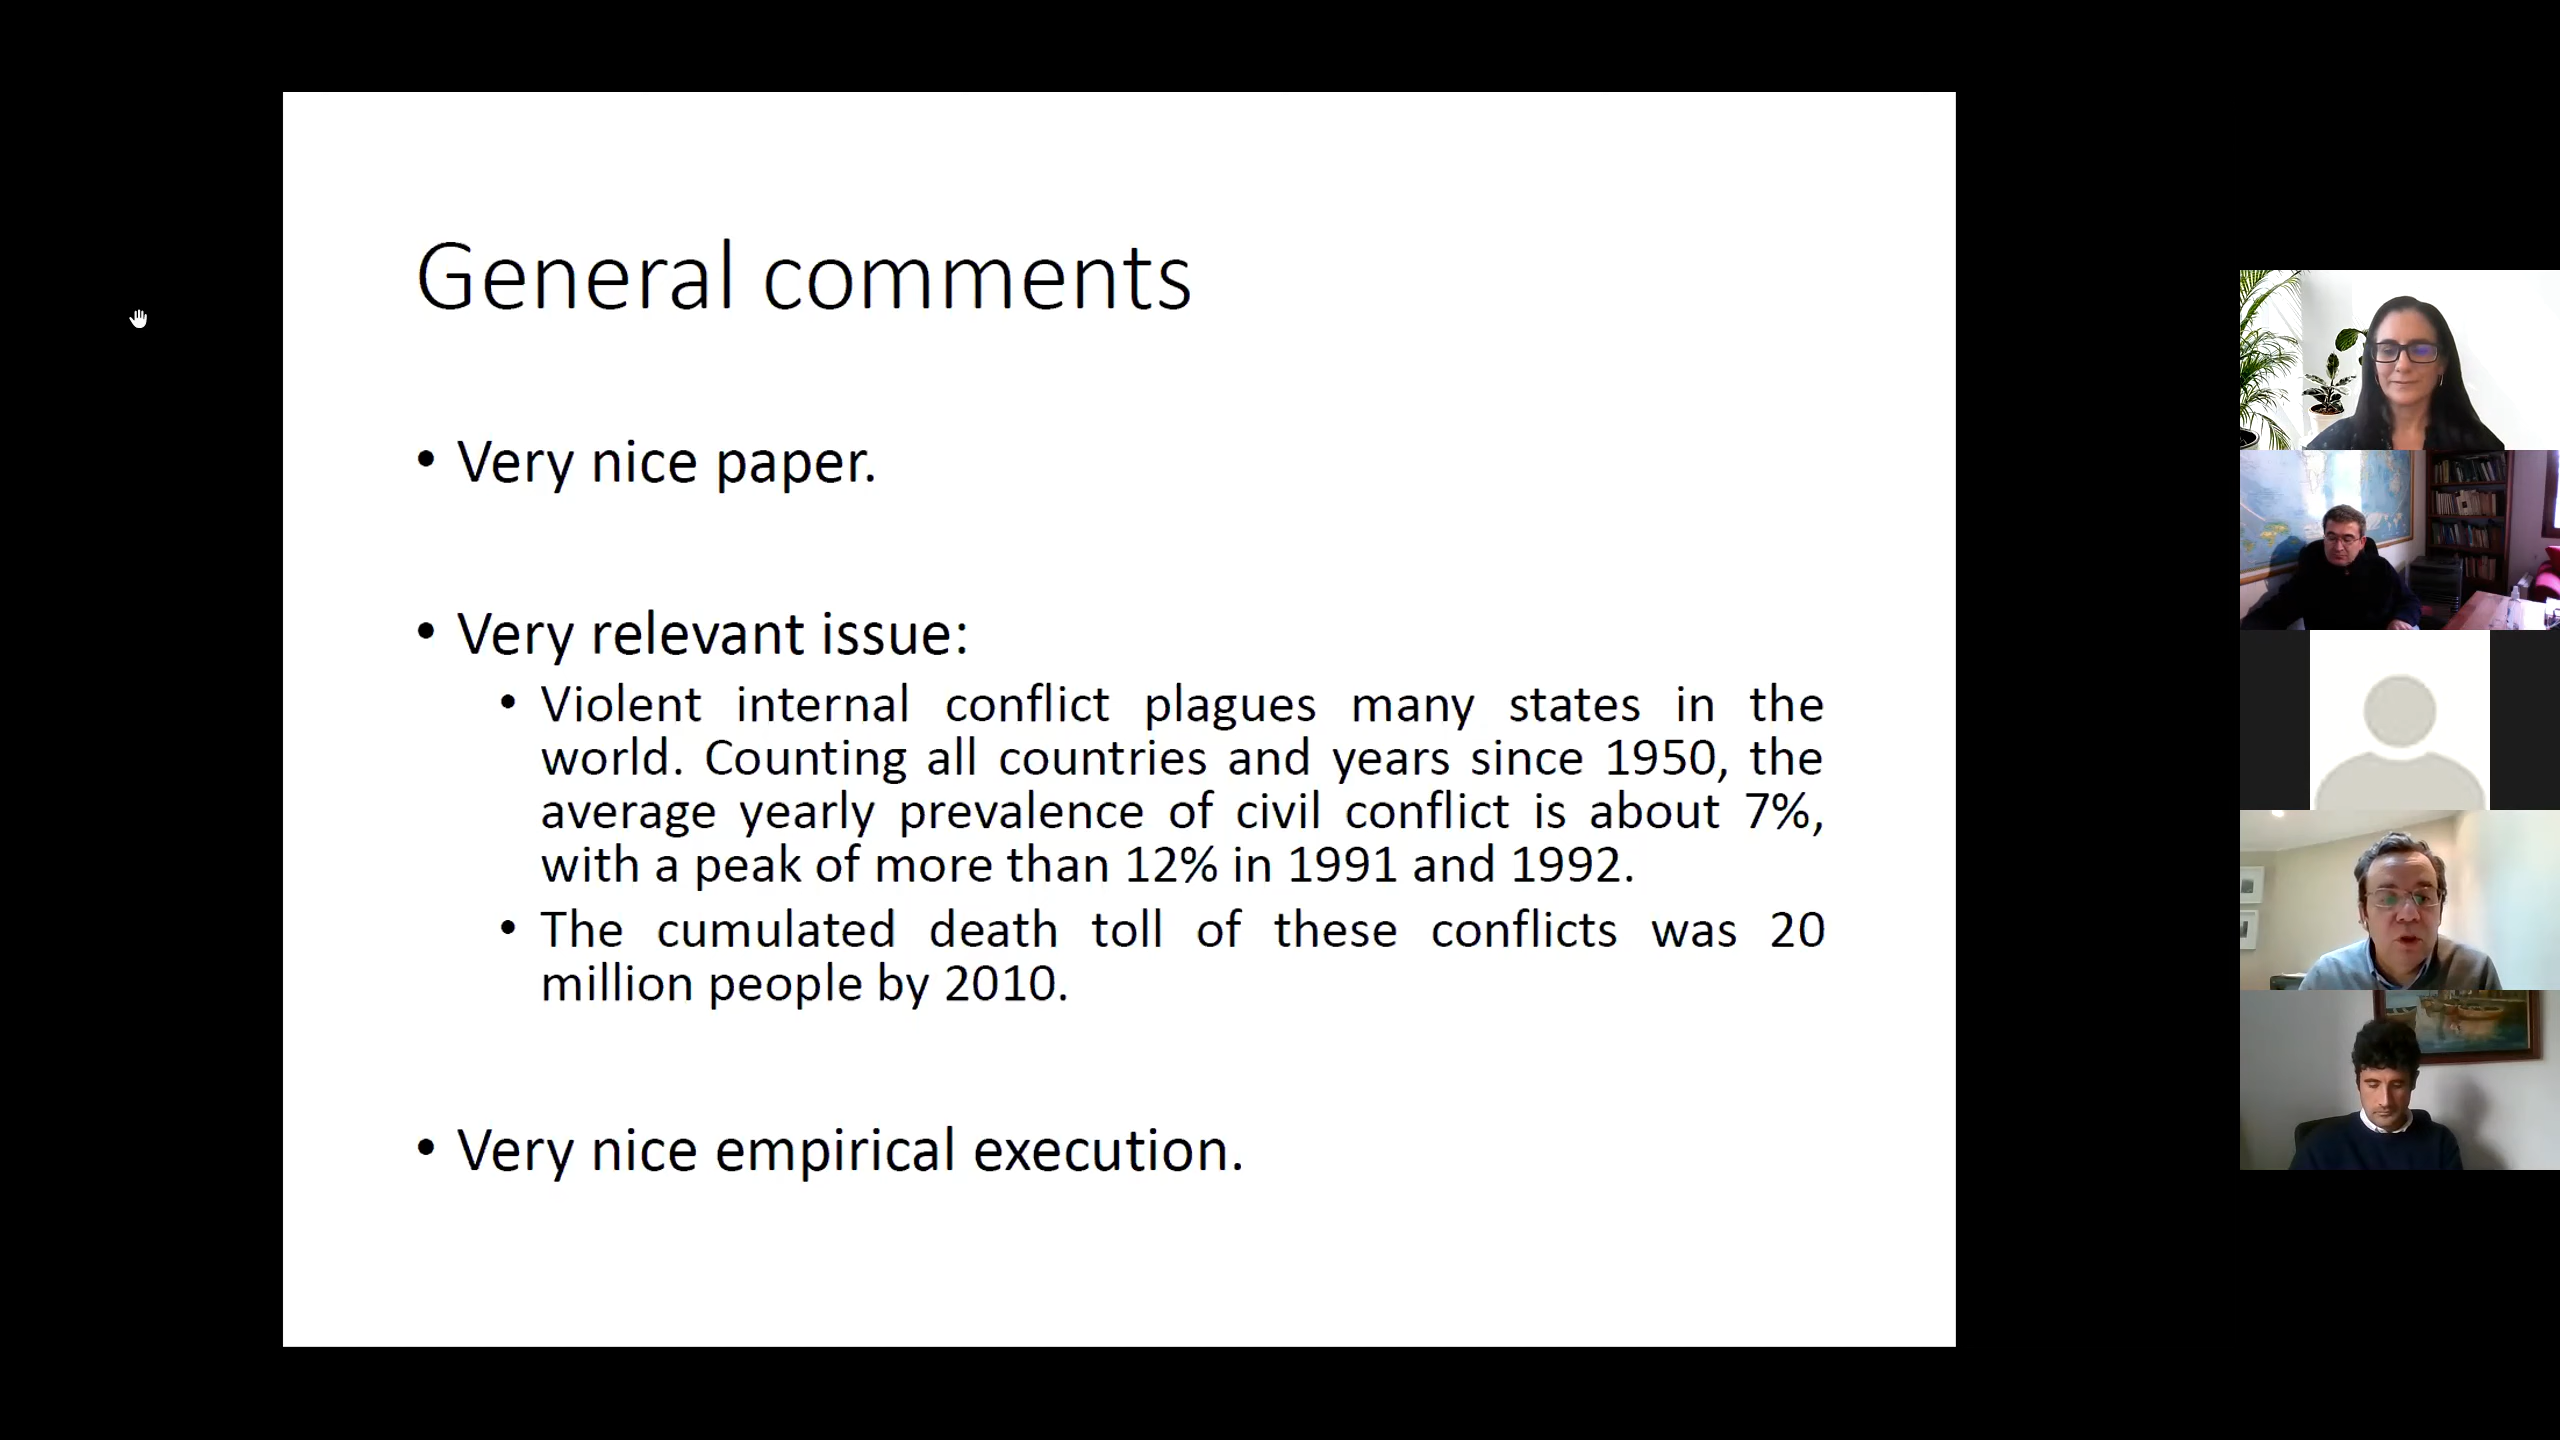 General comments
• Very nice paper.
• Very relevant issue:
• Violent internal conflict plagues many states in the
world. Counting all countries and years since 1950, the
average yearly prevalence of civil conflict is about 7%,
with a peak of more than 12% in 1991 and 1992.
• The cumulated death toll of these conflicts was 20
million people by 2010.
• Very nice empirical execution.